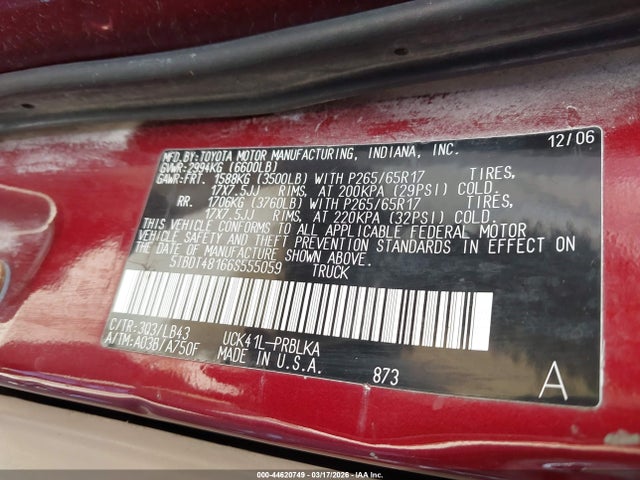 MFD.BY:TOYOTA MOTOR MANUFACTURING, INDIANA, INC. 12/06
GVWR:2994KG (6600LB)
GAWR:FRT. 1588KG (3500LB) WITH P265/65R17 TIRES,
17X7.5JJ RIMS, AT 200KPA (29PSI) COLD.
RR. 1706KG (3760LB) WITH P265/65R17 TIRES,
17X7.5JJ RIMS, AT 220KPA (32PSI) COLD.
THIS VEHICLE CONFORMS TO ALL APPLICABLE FEDERAL MOTOR
VEHICLE SAFETY AND THEFT PREVENTION STANDARDS IN EFFECT ON
THE DATE OF MANUFACTURE SHOWN ABOVE.
5TBDT48166S555059 TRUCK
C/TR:3Q3/LB43 UCK41L-PRBLKA
A/TM:A03B/A750F MADE IN U.S.A.
873 A
000-44620749 03/17/2026 IAA Inc.